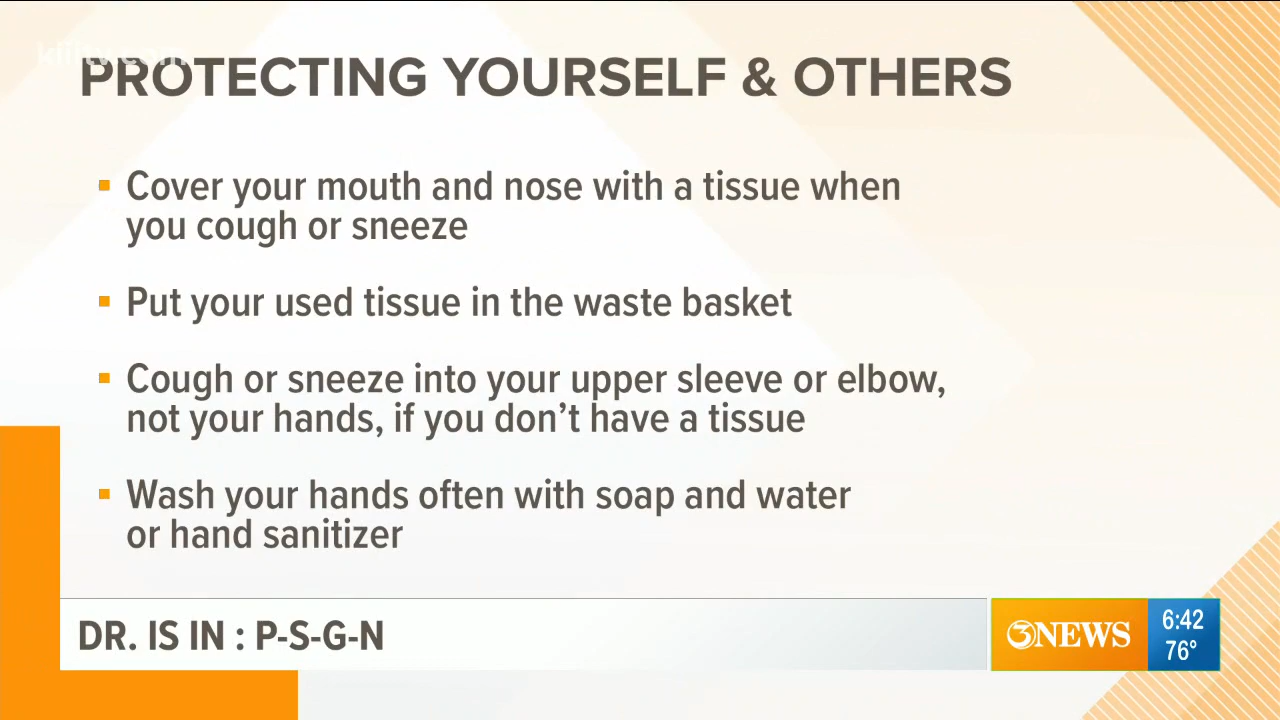 kiiitv.com
PROTECTING YOURSELF & OTHERS
Cover your mouth and nose with a tissue when
you cough or sneeze
Put your used tissue in the waste basket
Cough or sneeze into your upper sleeve or elbow,
not your hands, if you don’t have a tissue
Wash your hands often with soap and water
or hand sanitizer
DR. IS IN : P-S-G-N
3NEWS
6:42
76°